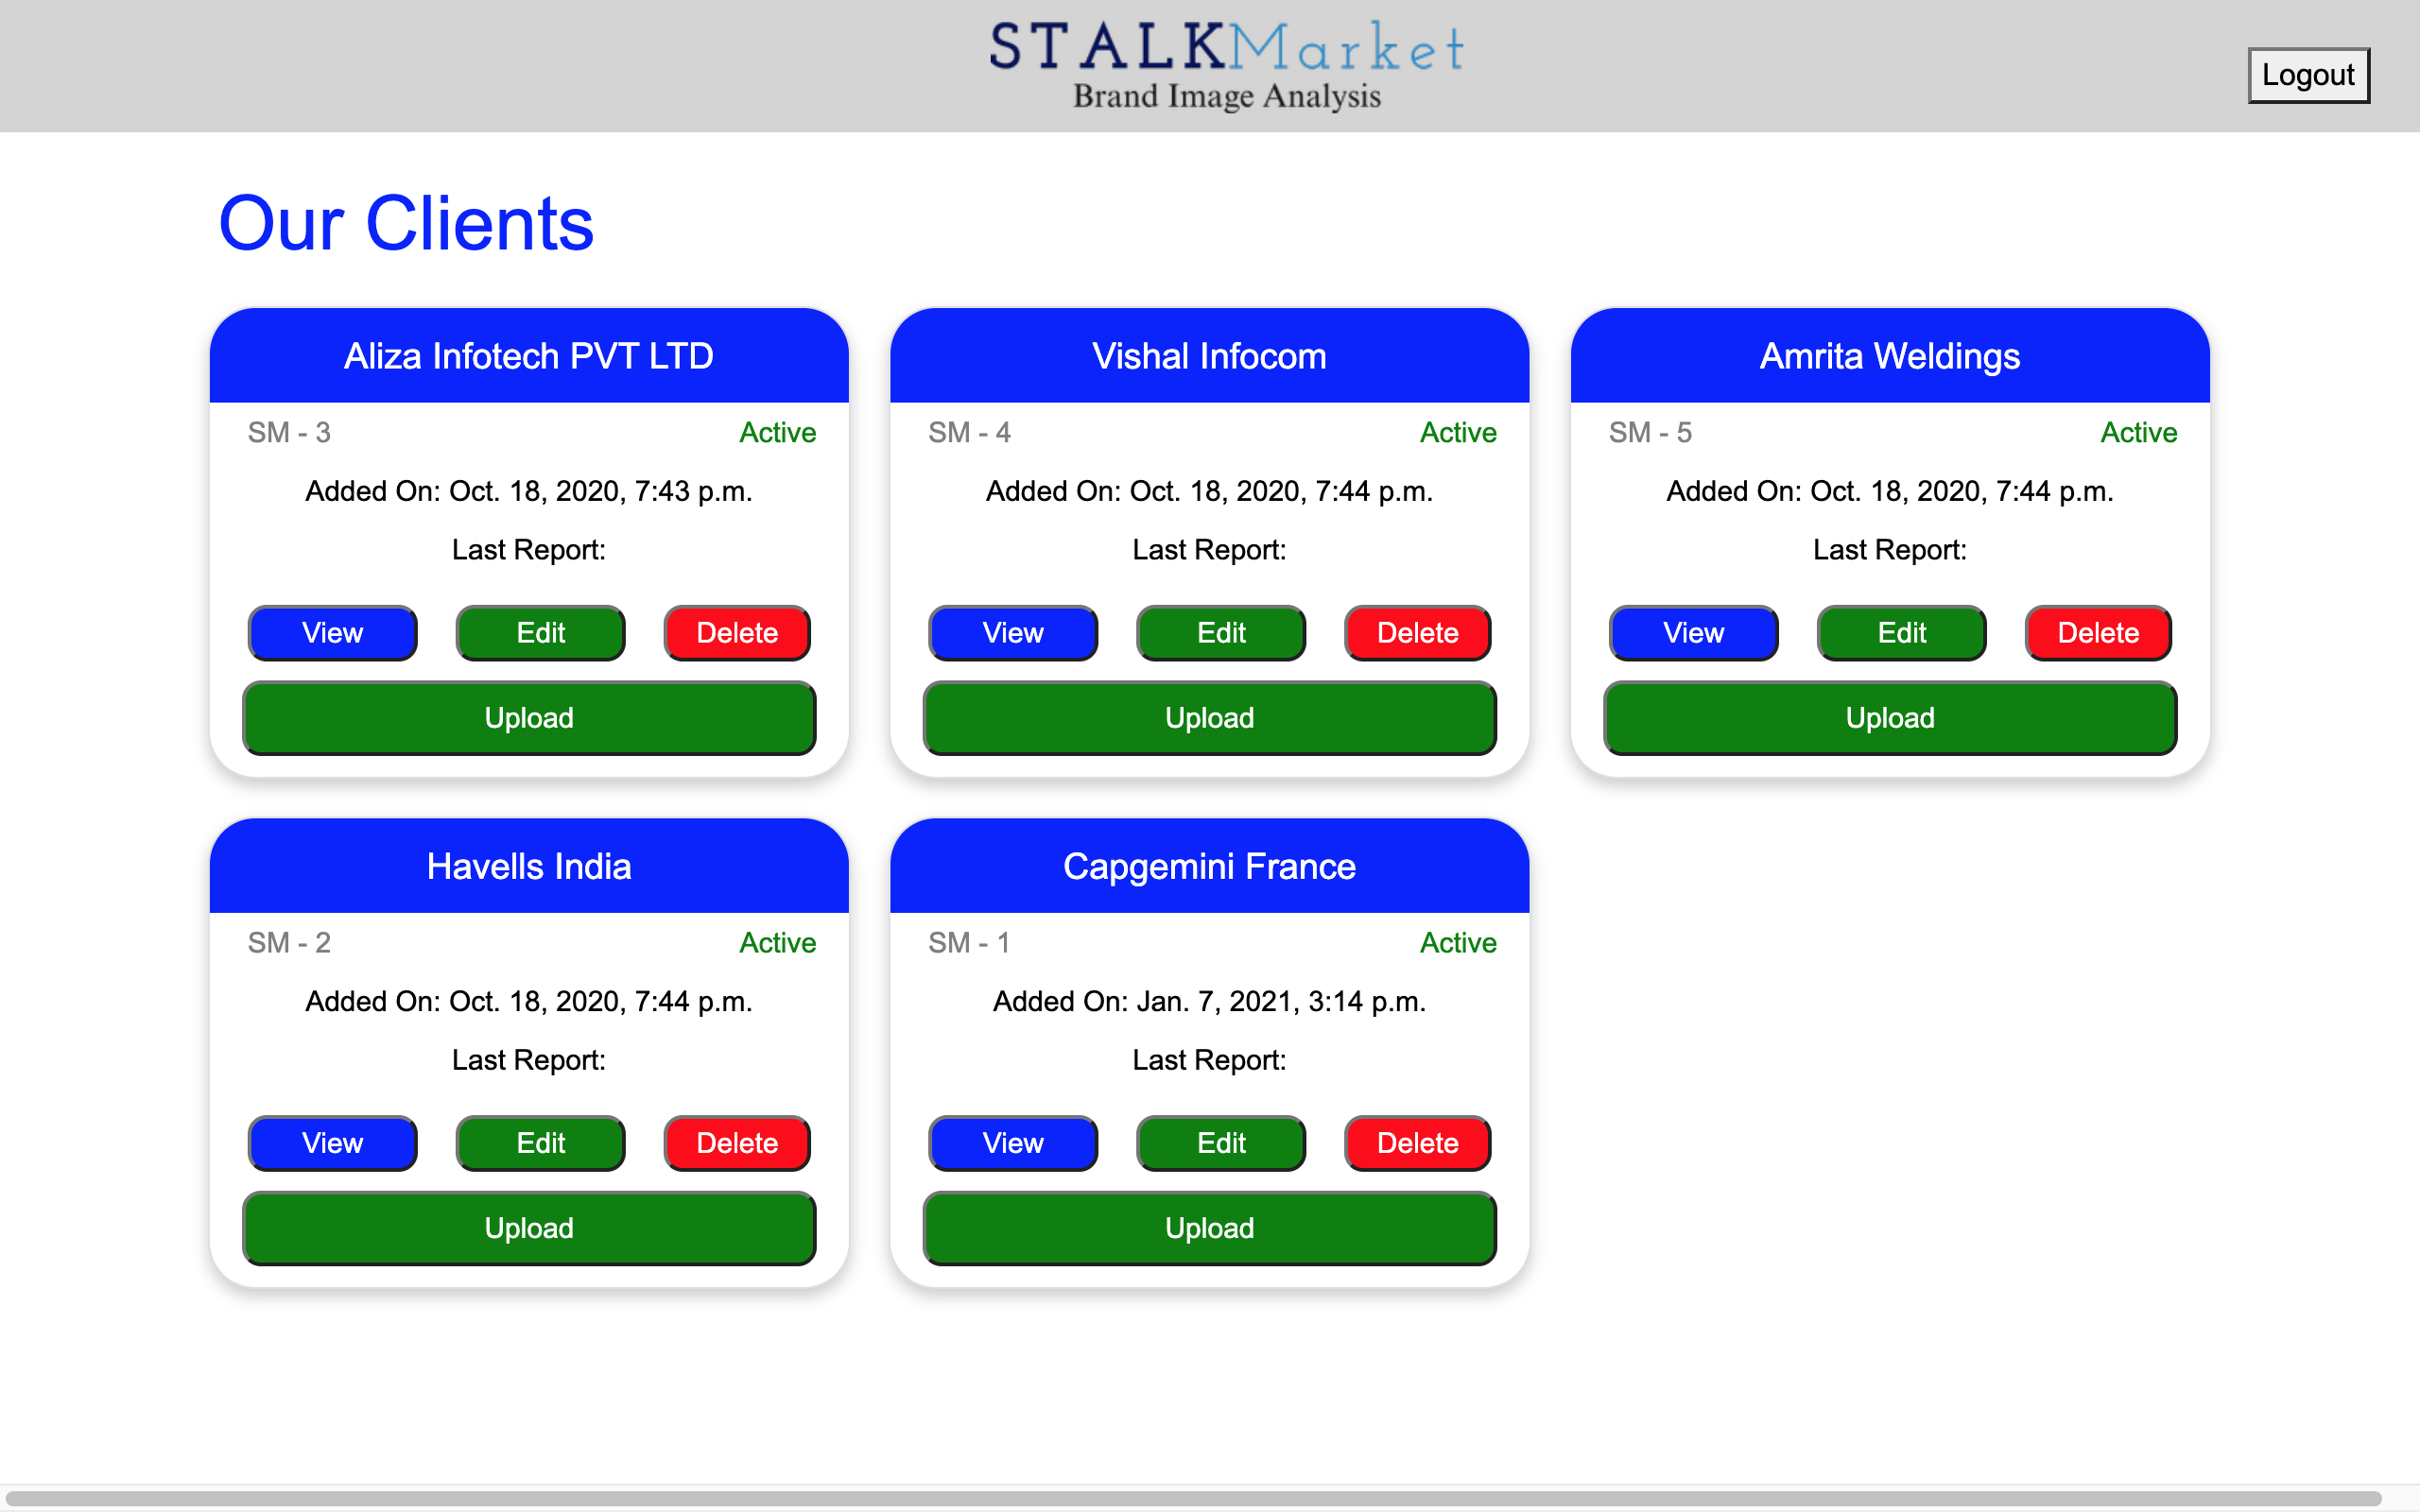 STALKMarket
Brand Image Analysis
Logout
Our Clients
Aliza Infotech PVT LTD
SM - 3 Active
Added On: Oct. 18, 2020, 7:43 p.m.
Last Report:
View Edit Delete
Upload
Vishal Infocom
SM - 4 Active
Added On: Oct. 18, 2020, 7:44 p.m.
Last Report:
View Edit Delete
Upload
Amrita Weldings
SM - 5 Active
Added On: Oct. 18, 2020, 7:44 p.m.
Last Report:
View Edit Delete
Upload
Havells India
SM - 2 Active
Added On: Oct. 18, 2020, 7:44 p.m.
Last Report:
View Edit Delete
Upload
Capgemini France
SM - 1 Active
Added On: Jan. 7, 2021, 3:14 p.m.
Last Report:
View Edit Delete
Upload